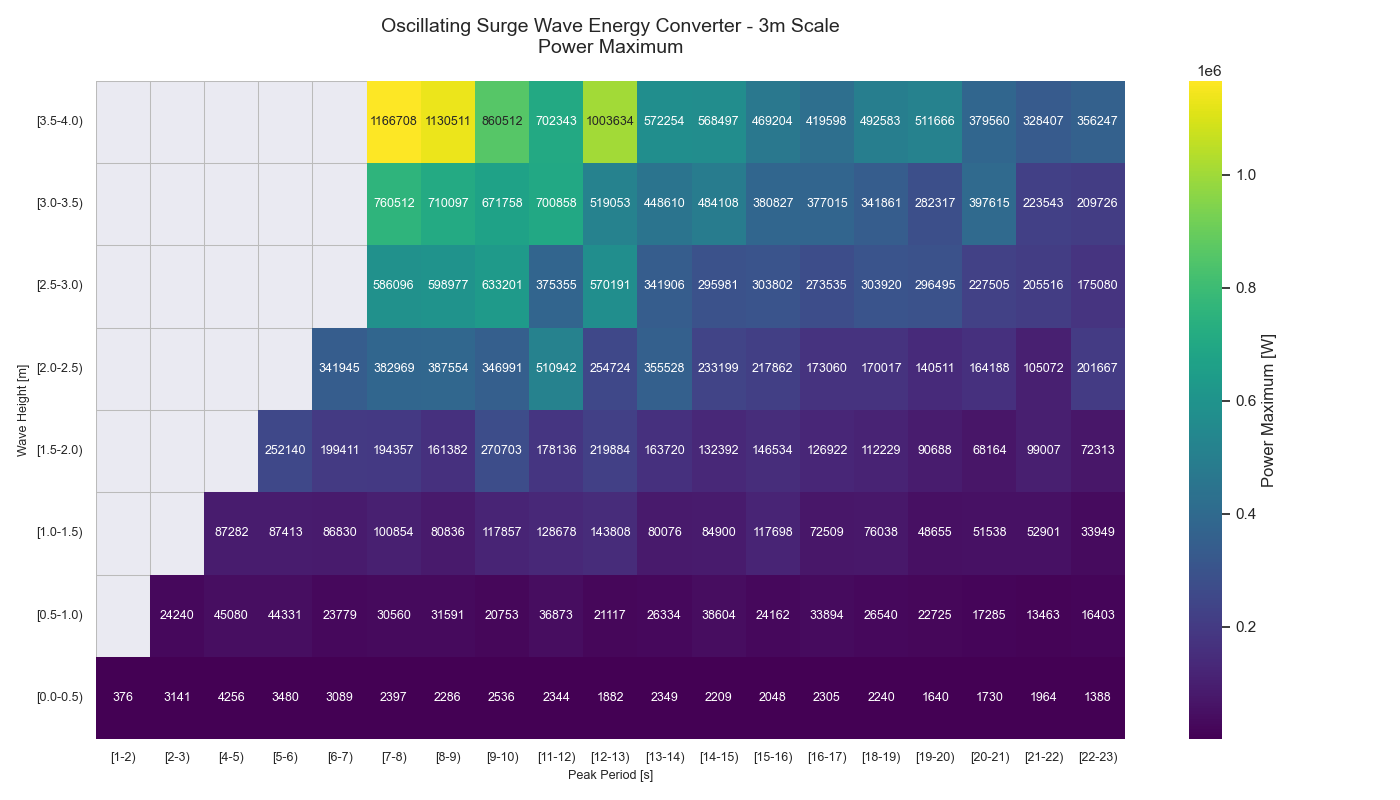 Oscillating Surge Wave Energy Converter - 3m Scale
Power Maximum
1e6
[3.5-4.0) 1166708 1130511 860512 702343 1003634 572254 568497 469204 419598 492583 511666 379560 328407 356247
1.0
[3.0-3.5) 760512 710097 671758 700858 519053 448610 484108 380827 377015 341861 282317 397615 223543 209726
[2.5-3.0) 586096 598977 633201 375355 570191 341906 295981 303802 273535 303920 296495 227505 205516 175080
0.8
[2.0-2.5) 341945 382969 387554 346991 510942 254724 355528 233199 217862 173060 170017 140511 164188 105072 201667
0.6
Wave Height [m]
Power Maximum [W]
[1.5-2.0) 252140 199411 194357 161382 270703 178136 219884 163720 132392 146534 126922 112229 90688 68164 99007 72313
0.4
[1.0-1.5) 87282 87413 86830 100854 80836 117857 128678 143808 80076 84900 117698 72509 76038 48655 51538 52901 33949
[0.5-1.0) 24240 45080 44331 23779 30560 31591 20753 36873 21117 26334 38604 24162 33894 26540 22725 17285 13463 16403
0.2
[0.0-0.5) 376 3141 4256 3480 3089 2397 2286 2536 2344 1882 2349 2209 2048 2305 2240 1640 1730 1964 1388
[1-2) [2-3) [4-5) [5-6) [6-7) [7-8) [8-9) [9-10) [11-12) [12-13) [13-14) [14-15) [15-16) [16-17) [18-19) [19-20) [20-21) [21-22) [22-23)
Peak Period [s]